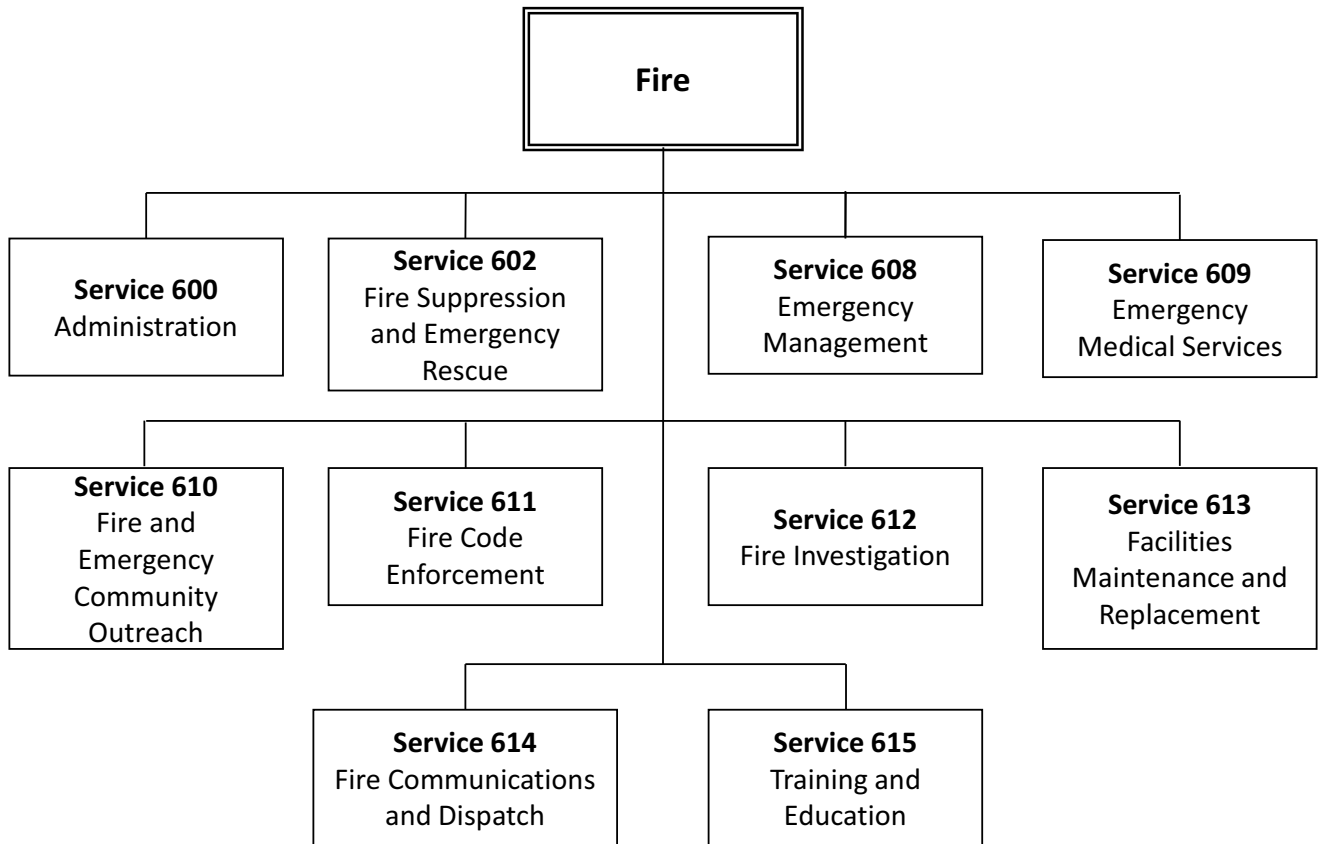 Fire
Service 600
Administration
Service 602
Fire Suppression
and Emergency
Rescue
Service 608
Emergency
Management
Service 609
Emergency
Medical Services
Service 610
Fire and
Emergency
Community
Outreach
Service 611
Fire Code
Enforcement
Service 612
Fire Investigation
Service 613
Facilities
Maintenance and
Replacement
Service 614
Fire Communications
and Dispatch
Service 615
Training and
Education